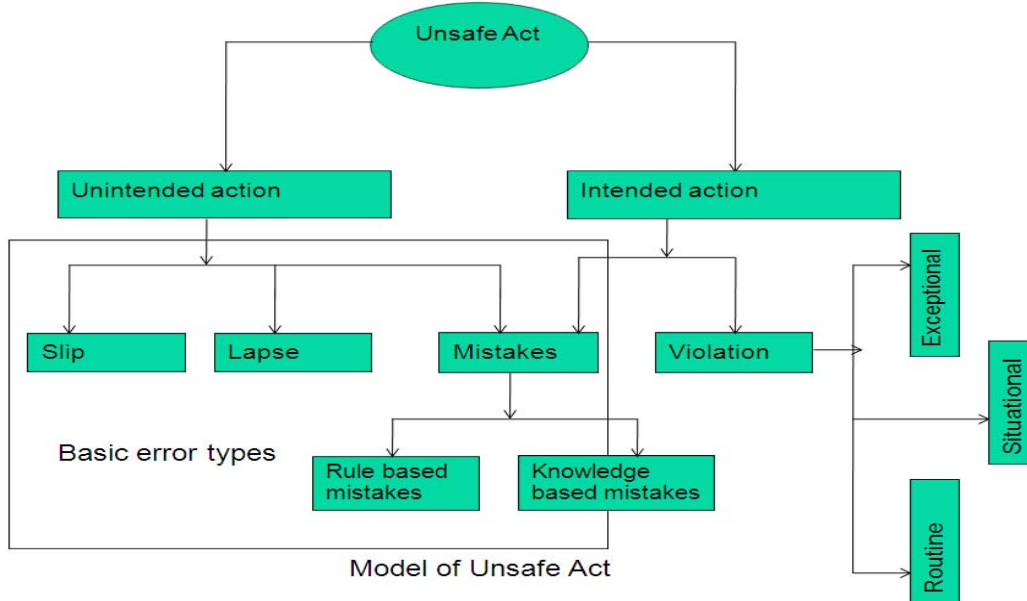 Unsafe Act
Unintended action
Intended action
Exceptional
Slip
Lapse
Mistakes
Violation
Situational
Basic error types
Rule based
mistakes
Knowledge
based mistakes
Routine
Model of Unsafe Act